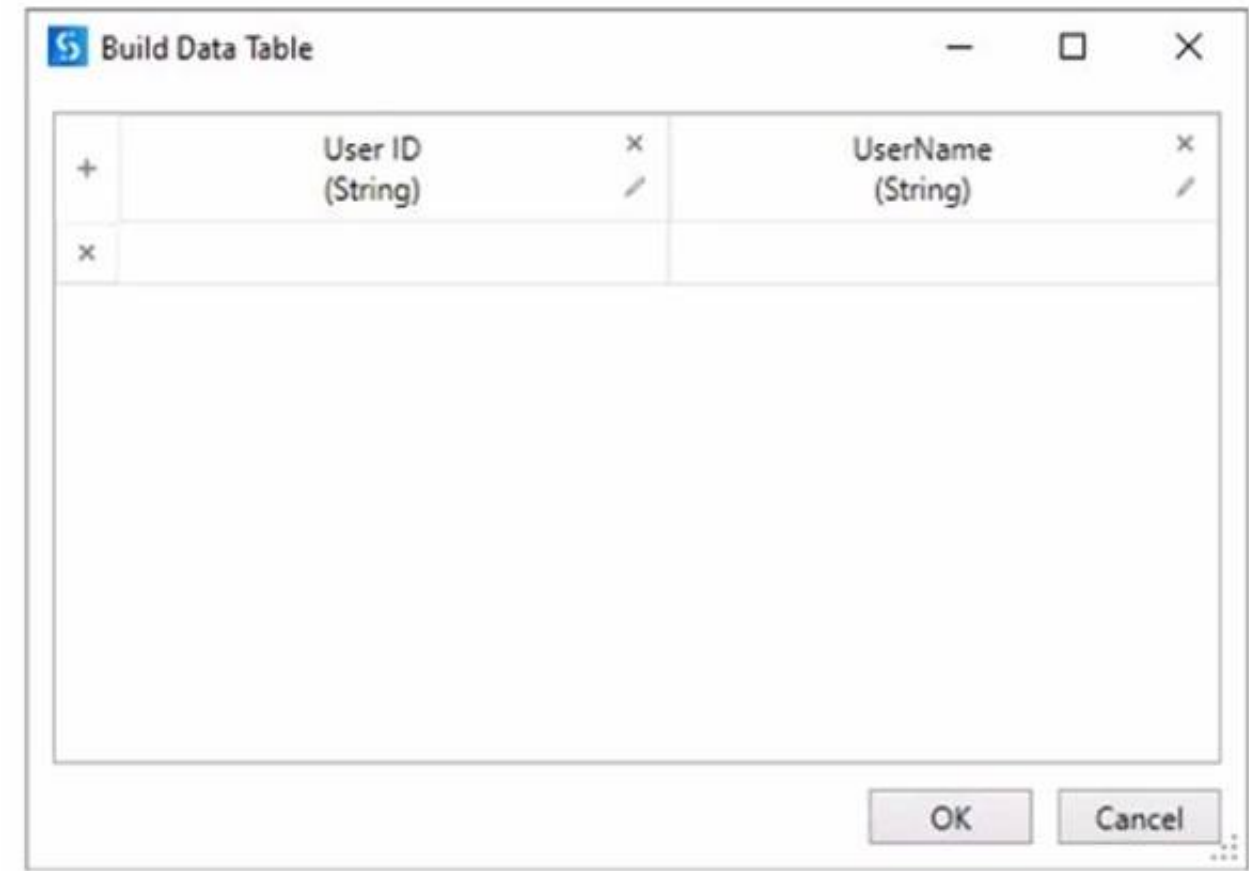 Build Data Table
User ID
(String)
UserName
(String)
OK
Cancel